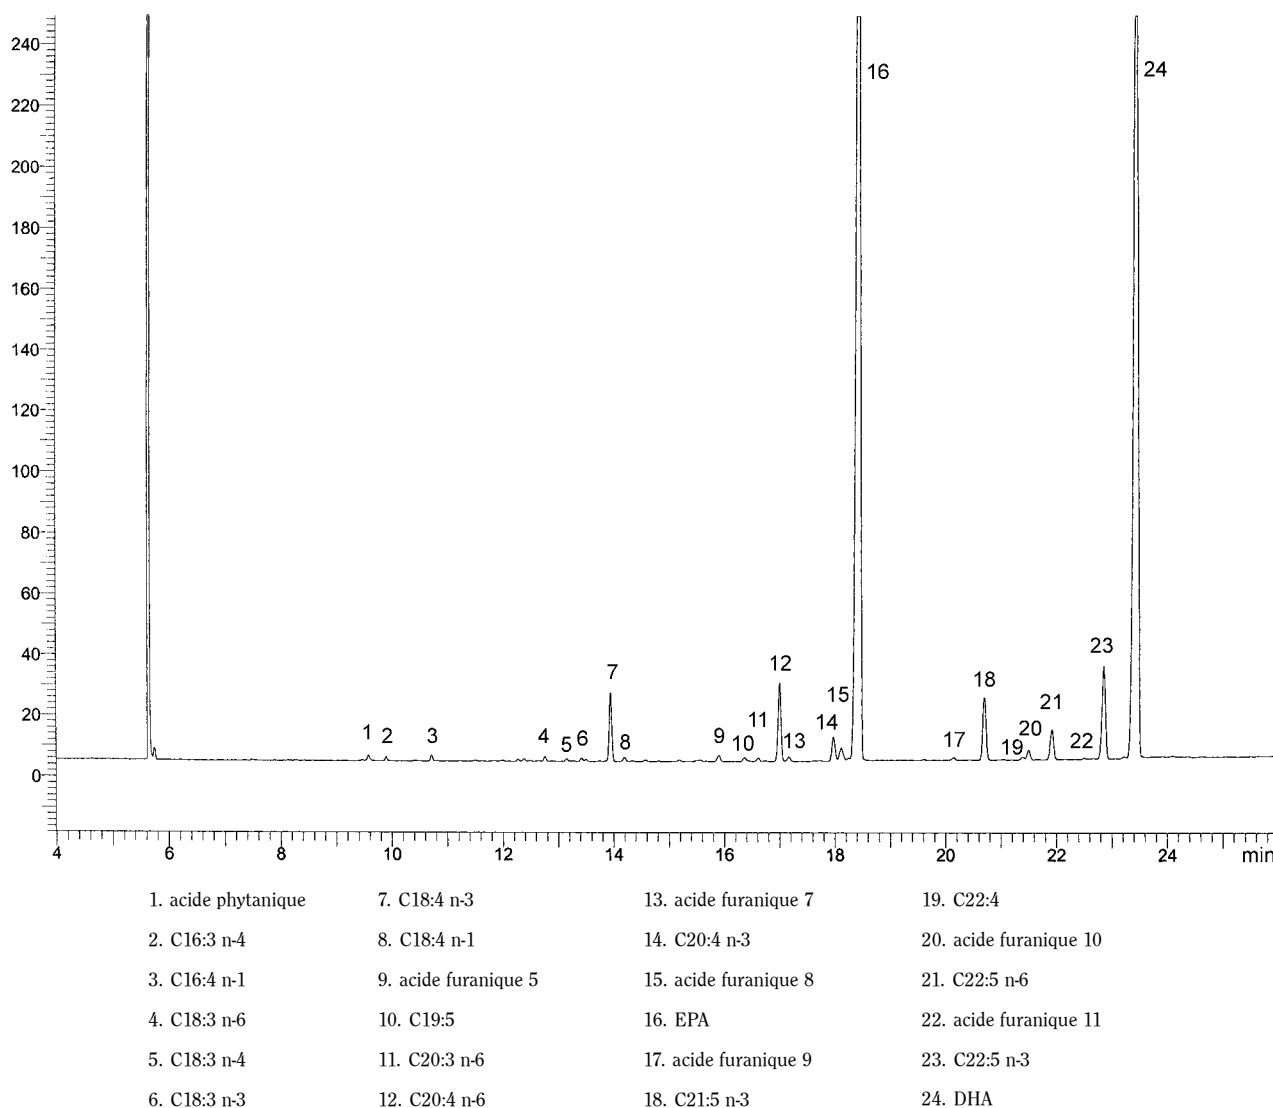 240
220
200
180
160
140
120
100
80
60
40
20
0
16
24
1
2
3
4
5
6
7
8
9
10
11
12
13
14
15
17
18
19
20
21
22
23
4 6 8 10 12 14 16 18 20 22 24 min
1. acide phytanique
2. C16:3 n-4
3. C16:4 n-1
4. C18:3 n-6
5. C18:3 n-4
6. C18:3 n-3
7. C18:4 n-3
8. C18:4 n-1
9. acide furanique 5
10. C19:5
11. C20:3 n-6
12. C20:4 n-6
13. acide furanique 7
14. C20:4 n-3
15. acide furanique 8
16. EPA
17. acide furanique 9
18. C21:5 n-3
19. C22:4
20. acide furanique 10
21. C22:5 n-6
22. acide furanique 11
23. C22:5 n-3
24. DHA